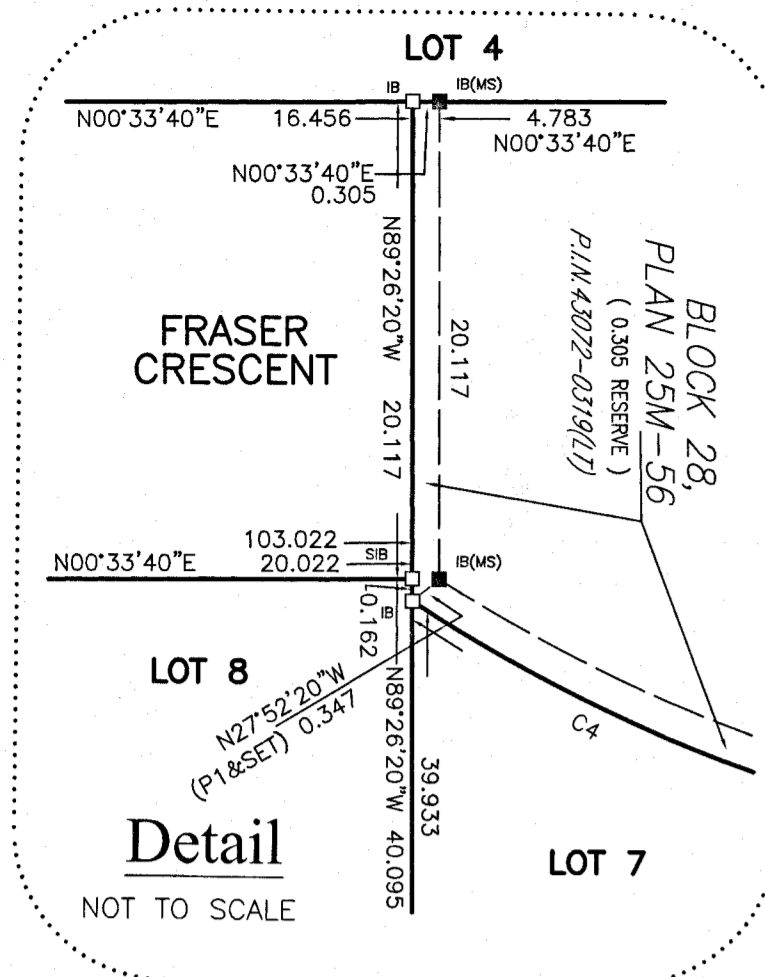 LOT 4
IB
IB(MS)
N00°33'40"E
16.456
4.783
N00°33'40"E
N00°33'40"E
0.305
N89°26'20"W 20.117
20.117
BLOCK 28,
PLAN 25M-56
( 0.305 RESERVE )
P.I.N.43072-0319(LT)
FRASER
CRESCENT
103.022
N00°33'40"E
SIB
20.022
IB(MS)
IB
0.162
LOT 8
N27°52'20"W
(P1&SET) 0.347
N89°26'20"W 40.095
39.933
C4
Detail
LOT 7
NOT TO SCALE